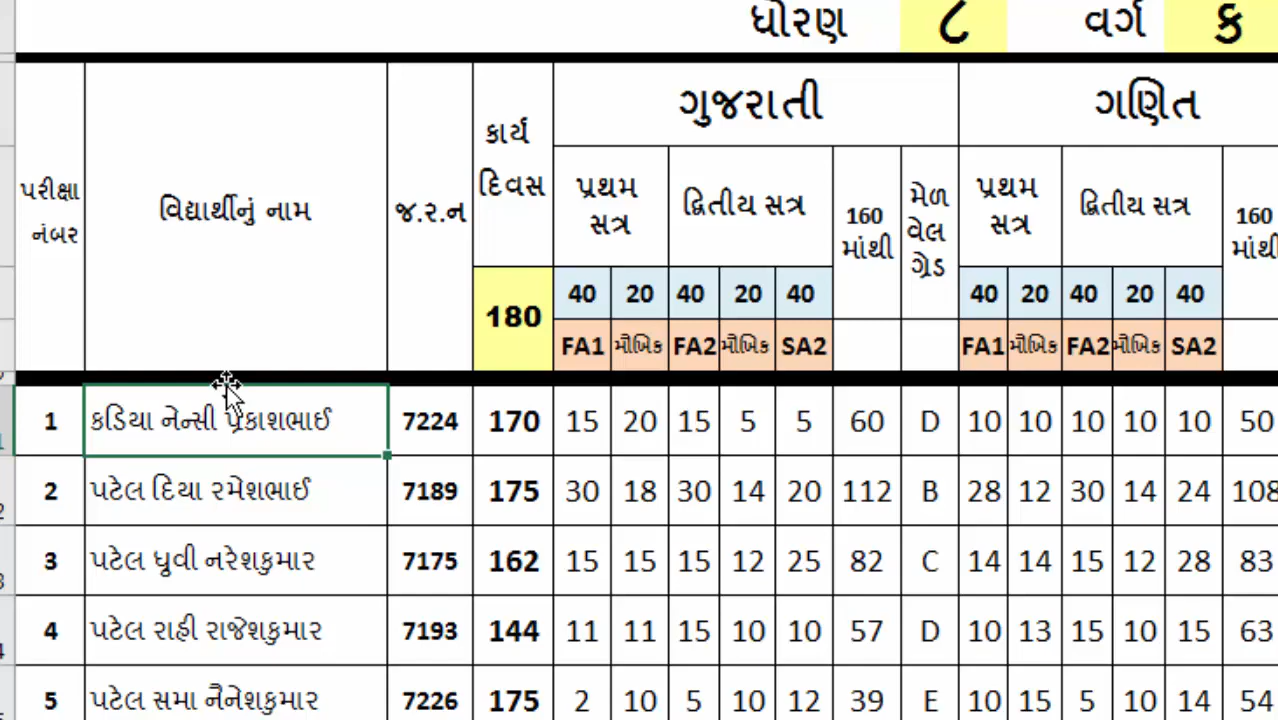 ધોરણ ૮ વર્ગ ક
પરીક્ષા નંબર વિદ્યાર્થીનું નામ જ.ર.ન કાર્ય દિવસ ગુજરાતી ગણિત
પ્રથમ સત્ર દ્વિતીય સત્ર 160 માંથી મેળ વેલ ગ્રેડ પ્રથમ સત્ર દ્વિતીય સત્ર 160 માંથી
180 40 20 40 20 40 40 20 40 20 40
FA1 મૌખિક FA2 મૌખિક SA2 FA1 મૌખિક FA2 મૌખિક SA2
1 કડિયા નેન્સી પ્રકાશભાઈ 7224 170 15 20 15 5 5 60 D 10 10 10 10 10 50
2 પટેલ દિયા રમેશભાઈ 7189 175 30 18 30 14 20 112 B 28 12 30 14 24 108
3 પટેલ ધ્રુવી નરેશકુમાર 7175 162 15 15 15 12 25 82 C 14 14 15 12 28 83
4 પટેલ રાહી રાજેશકુમાર 7193 144 11 11 15 10 10 57 D 10 13 15 10 15 63
5 પટેલ સમા નૈનેશકુમાર 7226 175 2 10 5 10 12 39 E 10 15 5 10 14 54